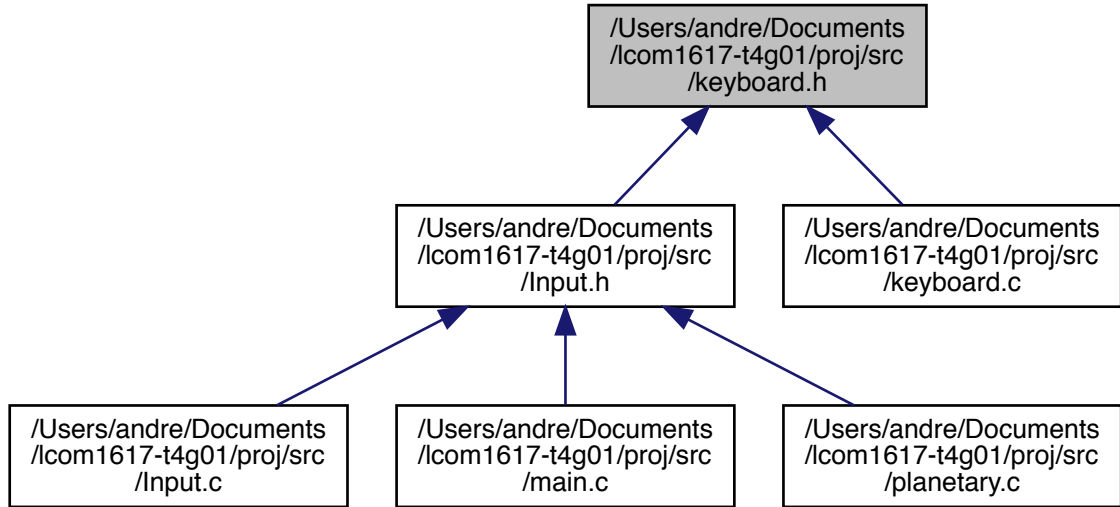 /Users/andre/Documents
/lcom1617-t4g01/proj/src
/keyboard.h
/Users/andre/Documents
/lcom1617-t4g01/proj/src
/Input.h
/Users/andre/Documents
/lcom1617-t4g01/proj/src
/keyboard.c
/Users/andre/Documents
/lcom1617-t4g01/proj/src
/Input.c
/Users/andre/Documents
/lcom1617-t4g01/proj/src
/main.c
/Users/andre/Documents
/lcom1617-t4g01/proj/src
/planetary.c